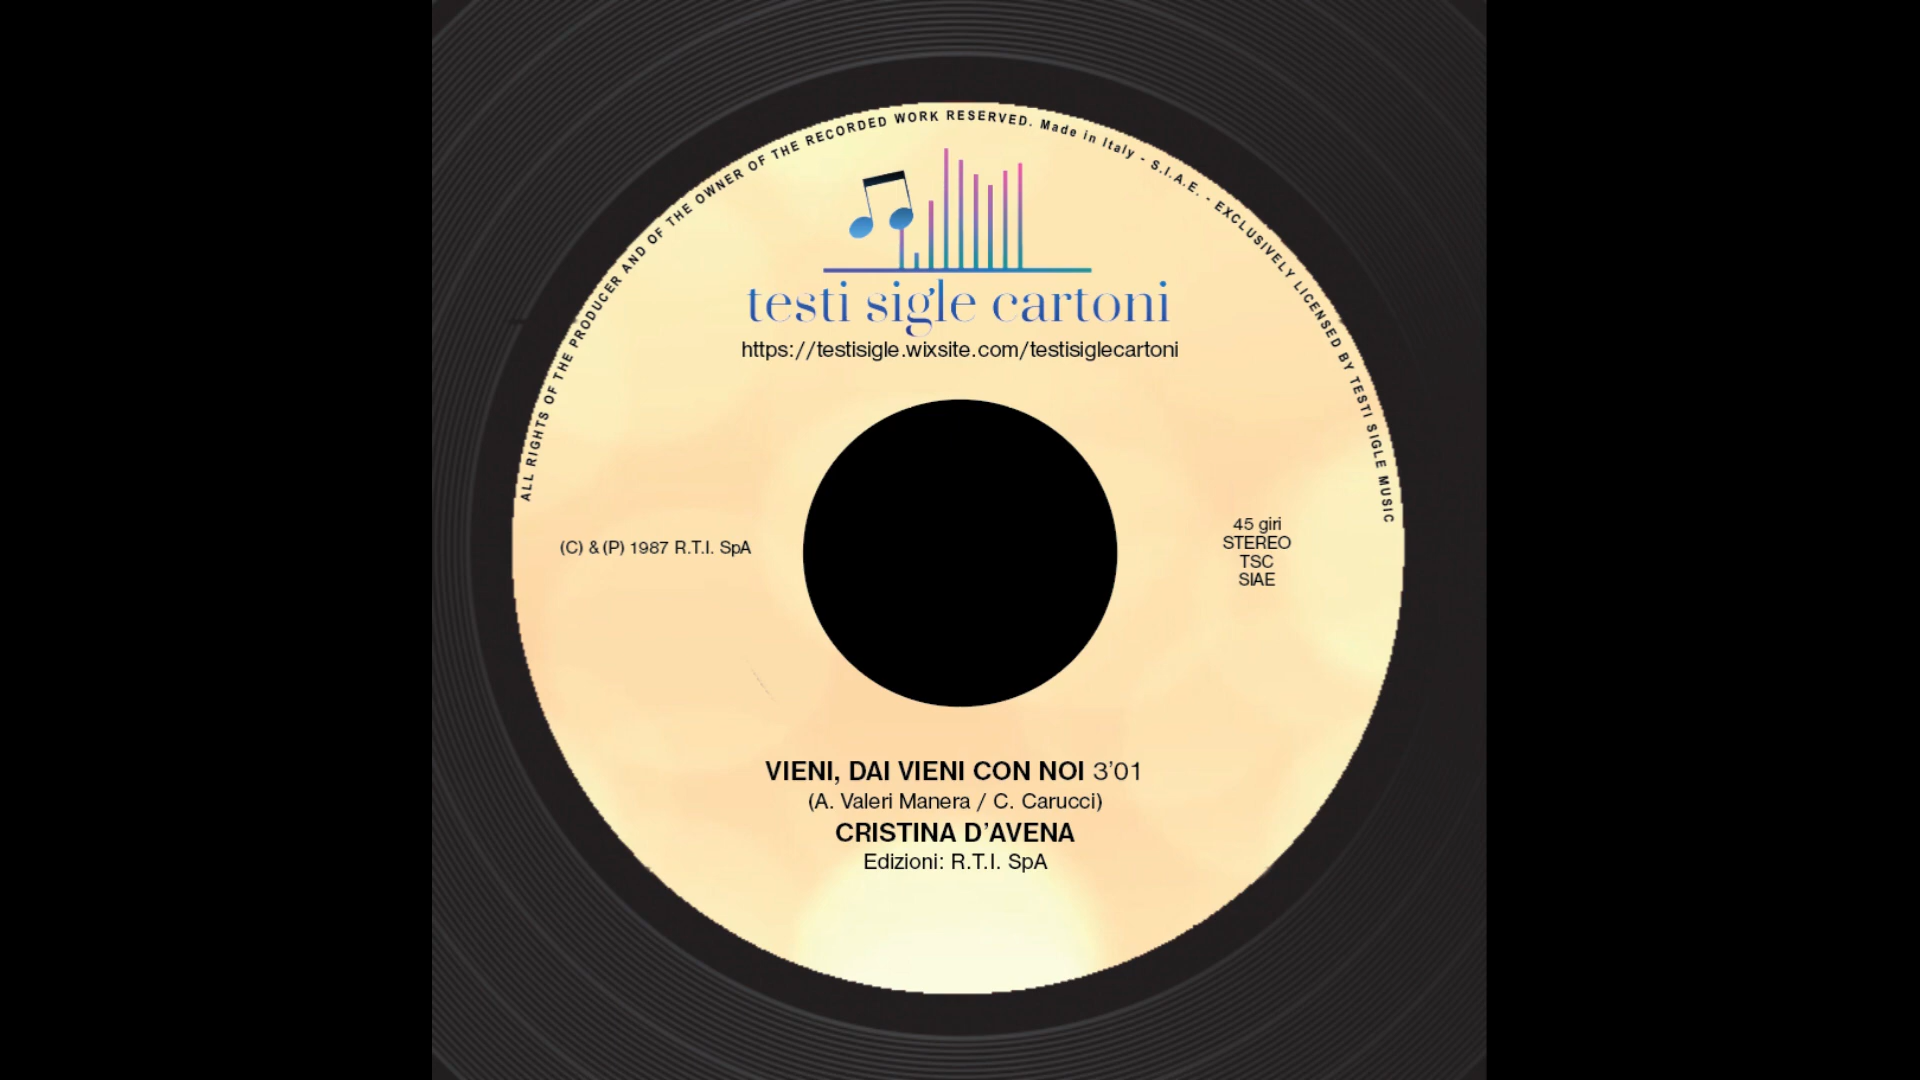 ALL RIGHTS OF THE PRODUCER AND OF THE OWNER OF THE RECORDED WORK RESERVED. Made in Italy - S.I.A.E. - EXCLUSIVELY LICENSED BY TESTI SIGLE MUSIC
testi sigle cartoni
https://testisigle.wixsite.com/testisiglecartoni
(C) & (P) 1987 R.T.I. SpA
45 giri
STEREO
TSC
SIAE
VIENI, DAI VIENI CON NOI 3'01
(A. Valeri Manera / C. Carucci)
CRISTINA D'AVENA
Edizioni: R.T.I. SpA